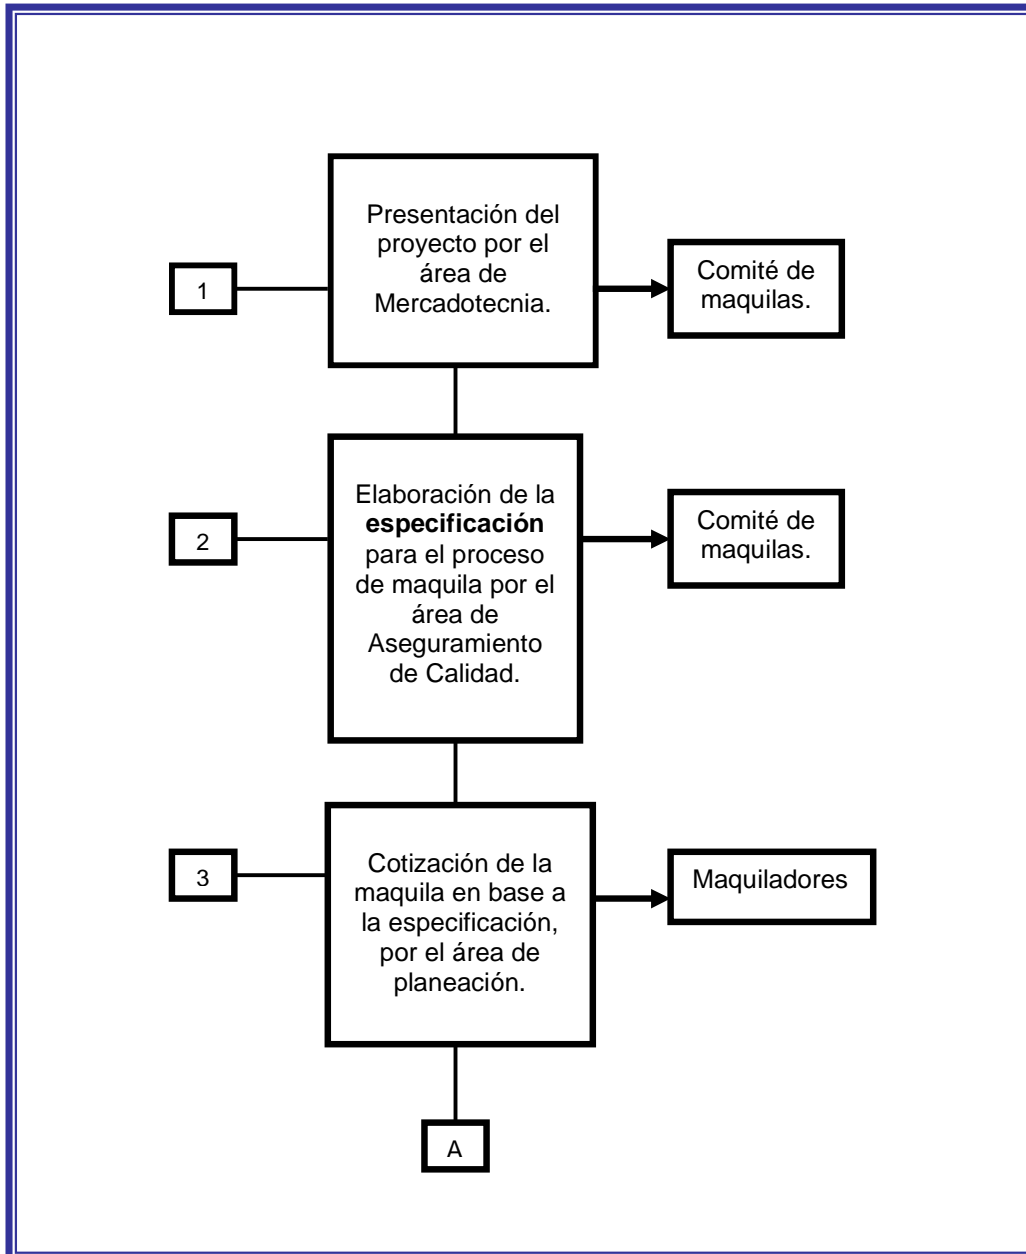 1
Presentación del
proyecto por el
área de
Mercadotecnia.
Comité de
maquilas.
2
Elaboración de la
especificación
para el proceso
de maquila por el
área de
Aseguramiento
de Calidad.
Comité de
maquilas.
3
Cotización de la
maquila en base a
la especificación,
por el área de
planeación.
Maquiladores
A